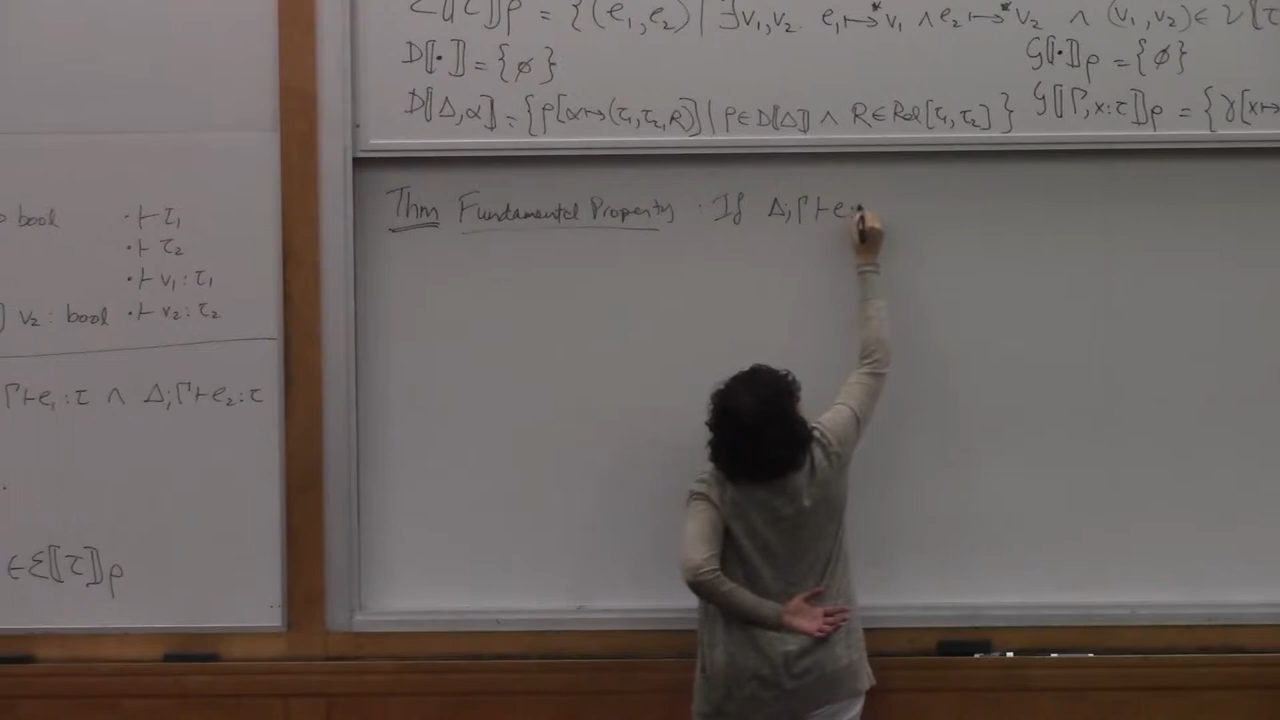 ⟧ρ = {(e₁,e₂) | ∃v₁,v₂. e₁↦*v₁ ∧ e₂↦*v₂ ∧ (v₁,v₂)∈ V⟦τ
D⟦·⟧ = {∅}
G⟦·⟧ρ = {∅}
D⟦Δ,α⟧ = {ρ[α↦(τ₁,τ₂,R)] | ρ∈D⟦Δ⟧ ∧ R∈Rel[τ₁,τ₂]}
G⟦Γ,x:τ⟧ρ = {γ[x↦
bool ·⊢τ₁
·⊢τ₂
·⊢v₁:τ₁
v₂: bool ·⊢v₂:τ₂
Γ⊢e₁:τ ∧ Δ;Γ⊢e₂:τ
∈ℰ⟦τ⟧ρ
Thm Fundamental Property : If Δ;Γ⊢e: